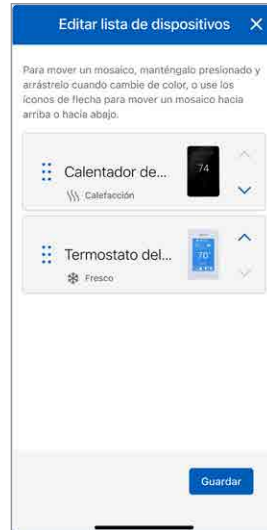 Editar lista de dispositivos
Para mover un mosaico, manténgalo presionado y
arrástrelo cuando cambie de color, o use los
íconos de flecha para mover un mosaico hacia
arriba o hacia abajo.
Calentador de...
74
Calefacción
Termostato del...
70°
Fresco
Guardar